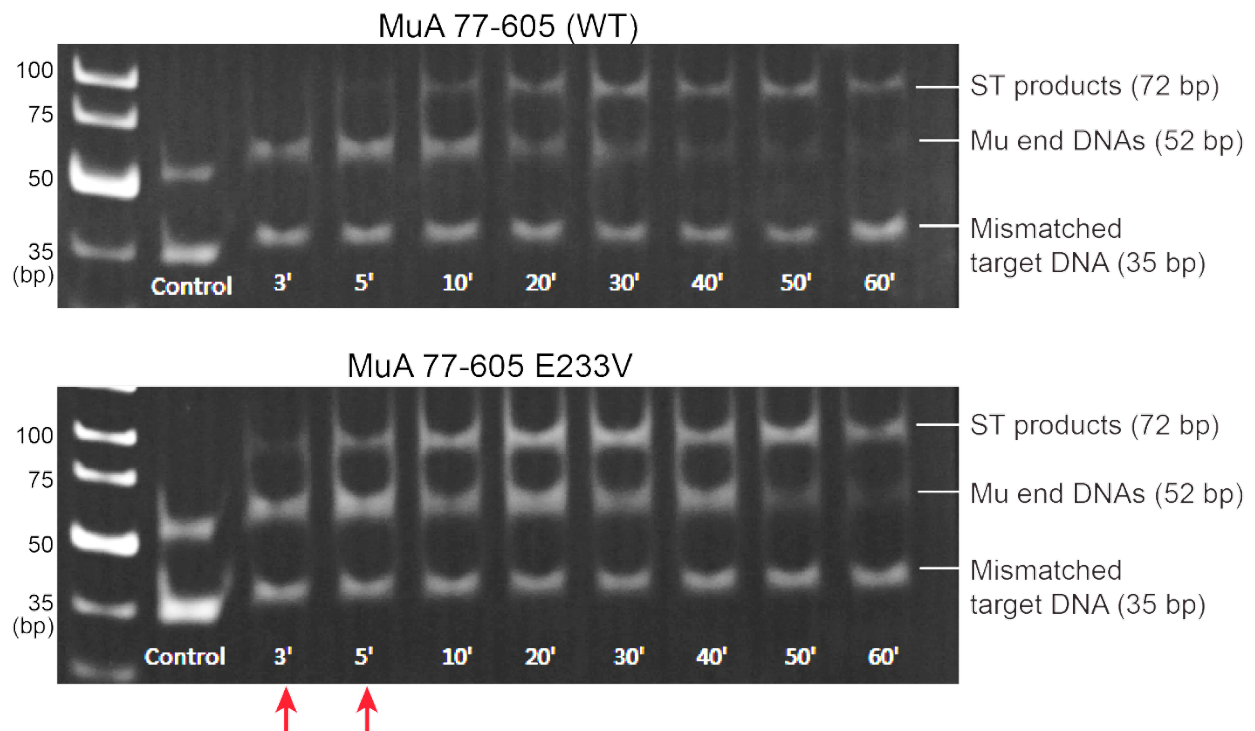 MuA 77-605 (WT)
100
75
50
35
(bp)
Control 3' 5' 10' 20' 30' 40' 50' 60'
ST products (72 bp)
Mu end DNAs (52 bp)
Mismatched
target DNA (35 bp)
MuA 77-605 E233V
100
75
50
35
(bp)
Control 3' 5' 10' 20' 30' 40' 50' 60'
ST products (72 bp)
Mu end DNAs (52 bp)
Mismatched
target DNA (35 bp)